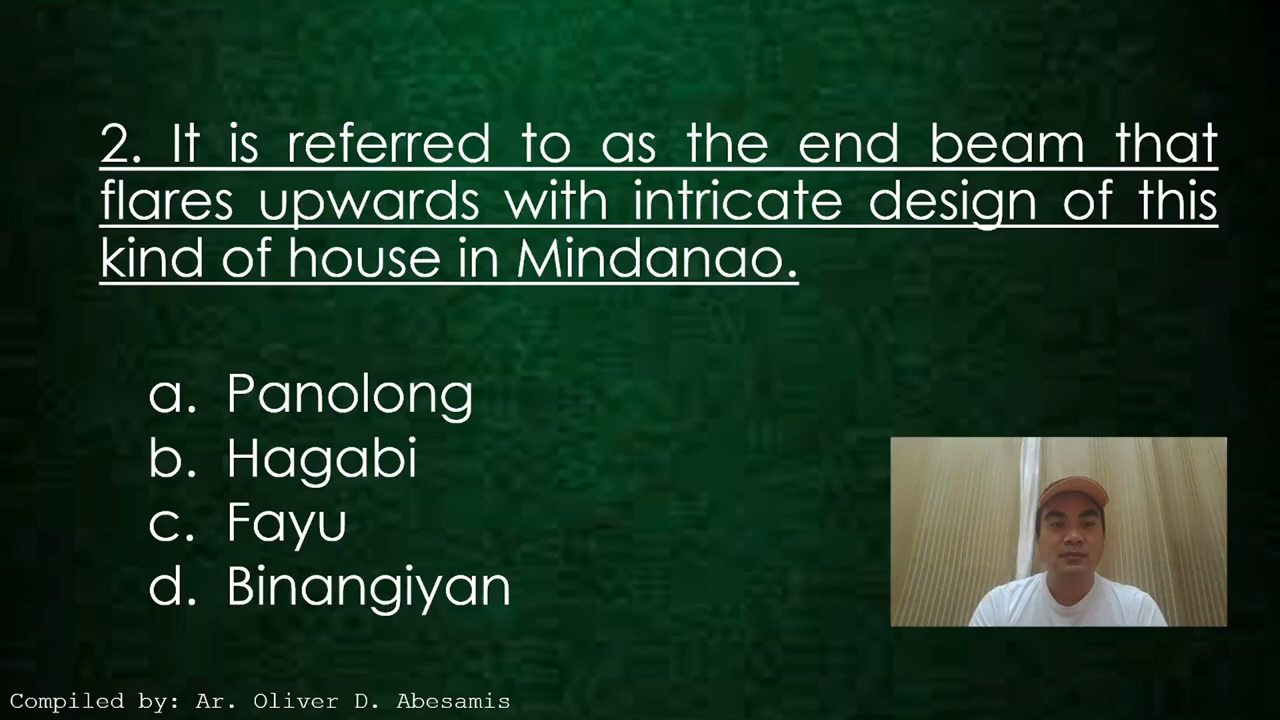 2. It is referred to as the end beam that
flares upwards with intricate design of this
kind of house in Mindanao.
a. Panolong
b. Hagabi
c. Fayu
d. Binangiyan
Compiled by: Ar. Oliver D. Abesamis